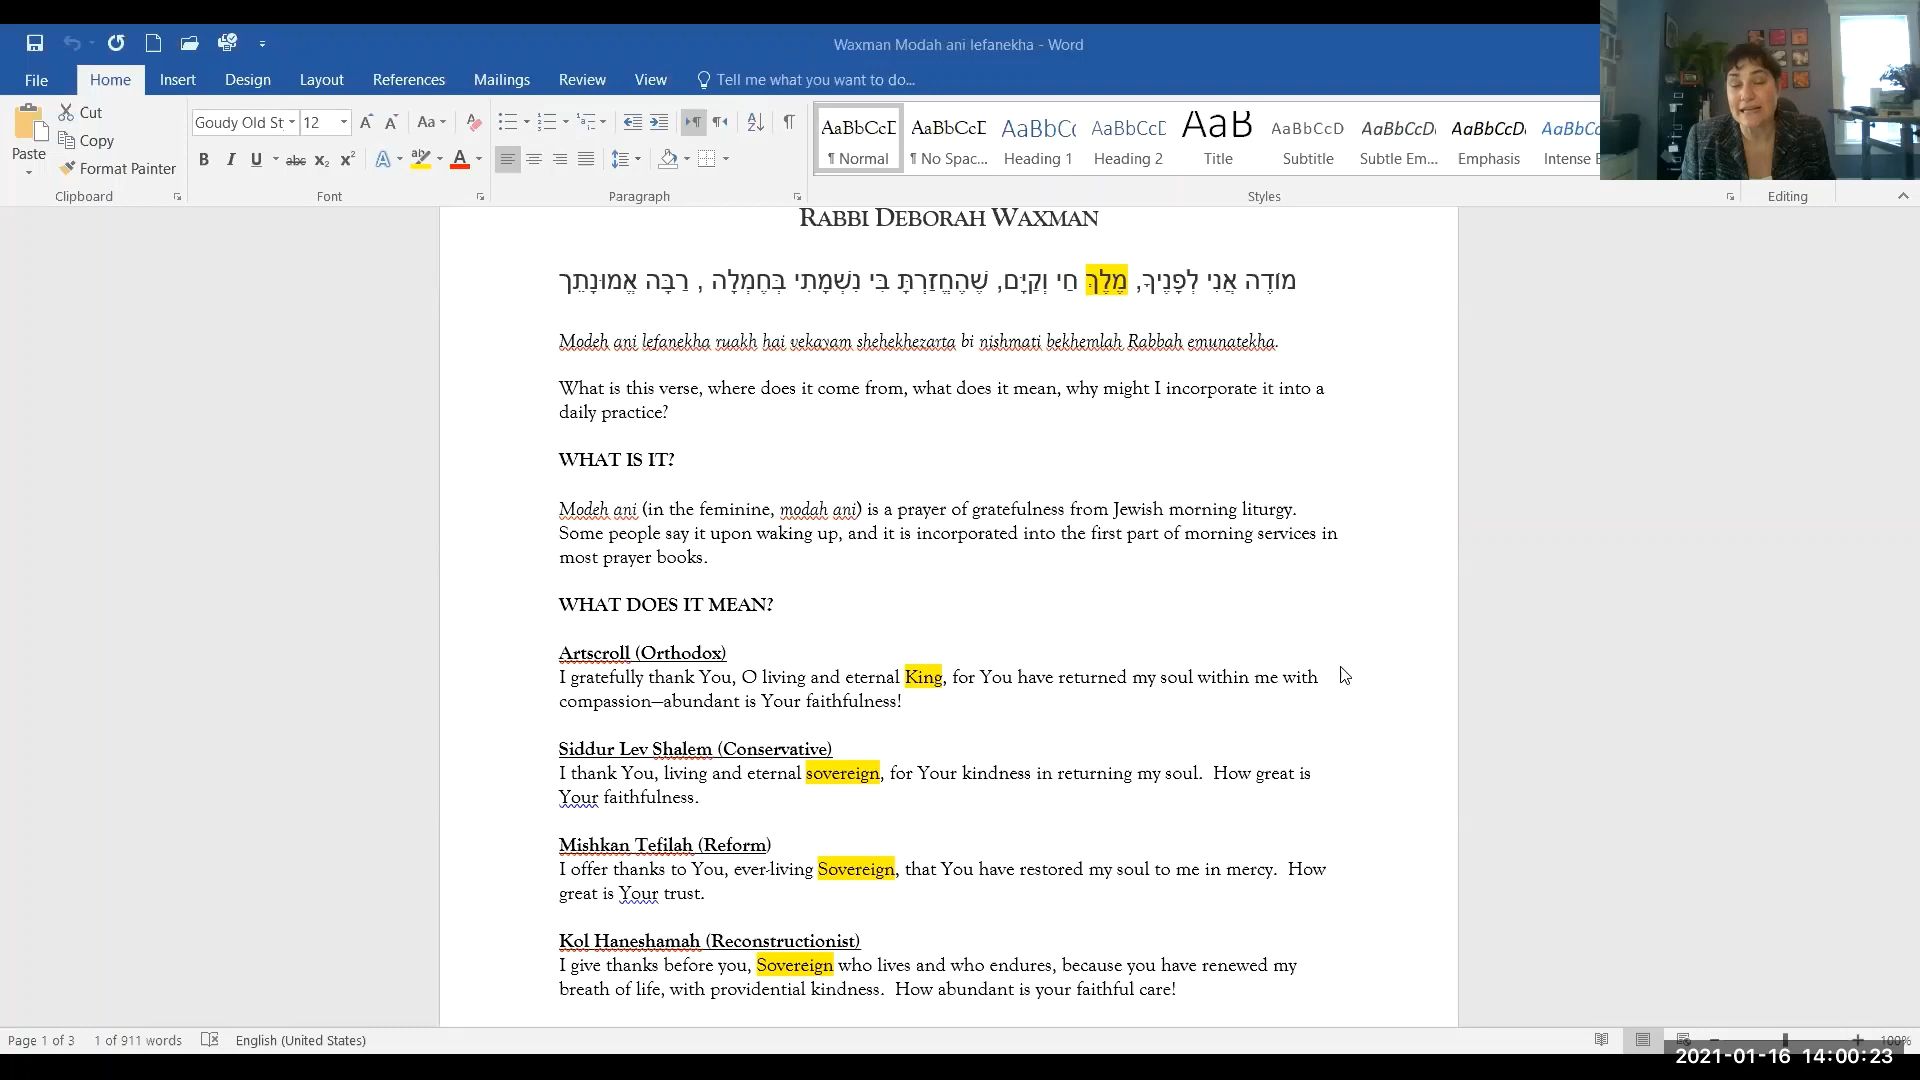 Waxman Modah ani lefanekha - Word
File Home Insert Design Layout References Mailings Review View Tell me what you want to do...
Paste
Cut
Copy
Format Painter
Clipboard
Goudy Old St 12
Font
Paragraph
AaBbCcD ¶ Normal
AaBbCcD ¶ No Spac...
AaBbC Heading 1
AaBbCcD Heading 2
AaB Title
AaBbCcD Subtitle
AaBbCcD Subtle Em...
AaBbCcD Emphasis
AaBbCc Intense
Styles
Editing
RABBI DEBORAH WAXMAN
מוֹדֶה אֲנִי לְפָנֶיךָ, מֶלֶךְ חַי וְקַיָּם, שֶׁהֶחֱזַרְתָּ בִּי נִשְׁמָתִי בְּחֶמְלָה , רַבָּה אֱמוּנָתֵךָ
Modeh ani lefanekha ruakh hai vekayam shehekhezarta bi nishmati bekhemlah Rabbah emunatekha.
What is this verse, where does it come from, what does it mean, why might I incorporate it into a
daily practice?
WHAT IS IT?
Modeh ani (in the feminine, modah ani) is a prayer of gratefulness from Jewish morning liturgy.
Some people say it upon waking up, and it is incorporated into the first part of morning services in
most prayer books.
WHAT DOES IT MEAN?
Artscroll (Orthodox)
I gratefully thank You, O living and eternal King, for You have returned my soul within me with
compassion—abundant is Your faithfulness!
Siddur Lev Shalem (Conservative)
I thank You, living and eternal sovereign, for Your kindness in returning my soul. How great is
Your faithfulness.
Mishkan Tefilah (Reform)
I offer thanks to You, ever-living Sovereign, that You have restored my soul to me in mercy. How
great is Your trust.
Kol Haneshamah (Reconstructionist)
I give thanks before you, Sovereign who lives and who endures, because you have renewed my
breath of life, with providential kindness. How abundant is your faithful care!
Page 1 of 3 1 of 911 words English (United States) 100%
2021-01-16 14:00:23